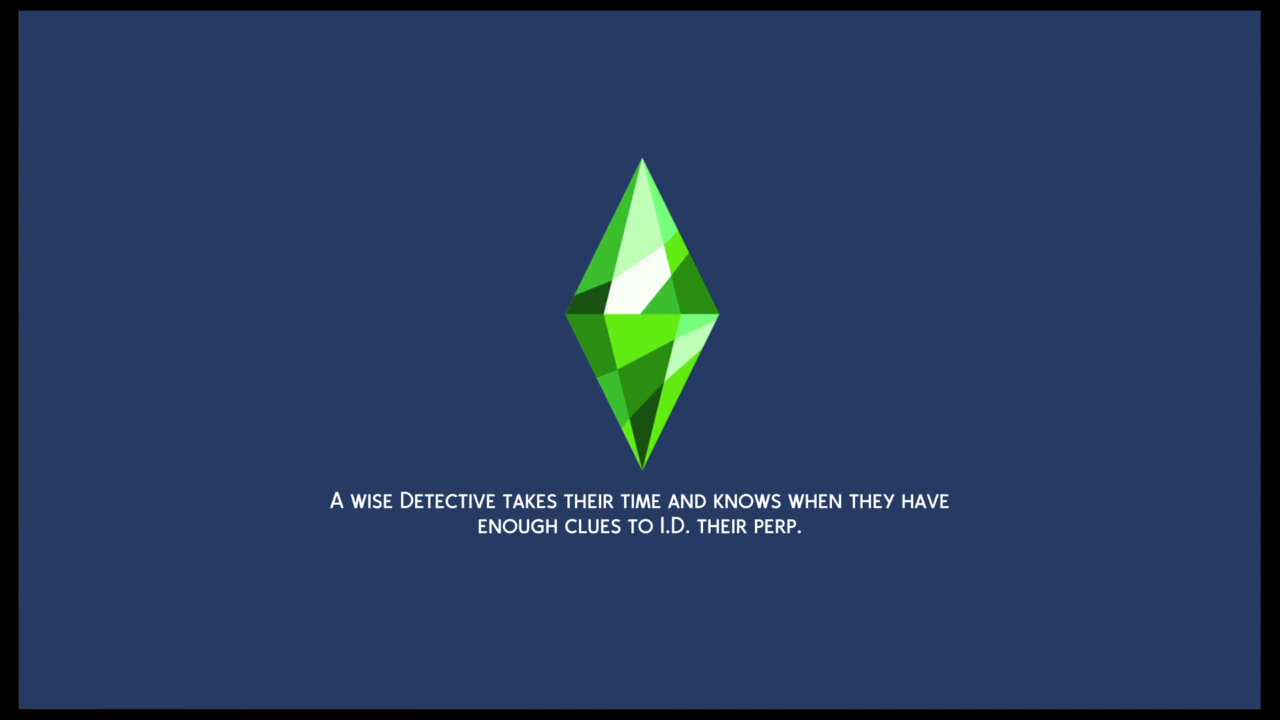 A wise Detective takes their time and knows when they have
enough clues to I.D. their perp.